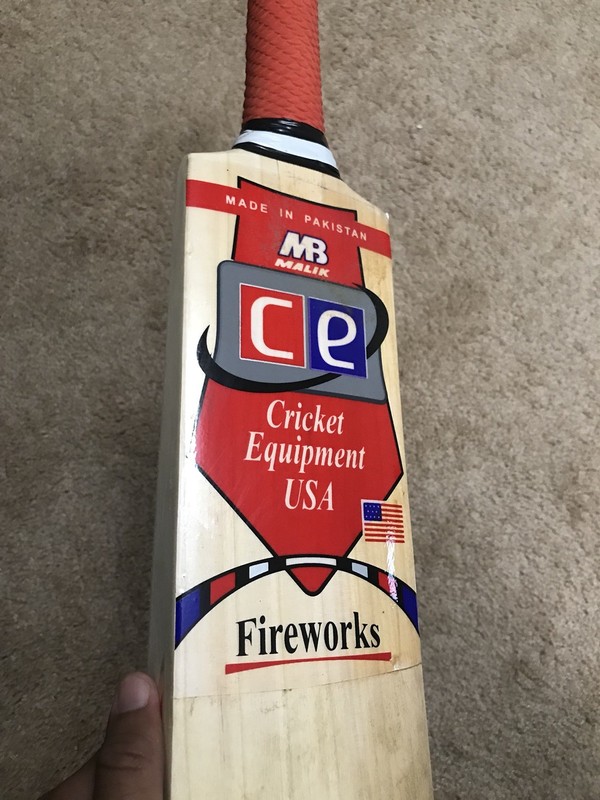 MADE IN PAKISTAN
MB
MALIK
ce
Cricket
Equipment
USA
Fireworks